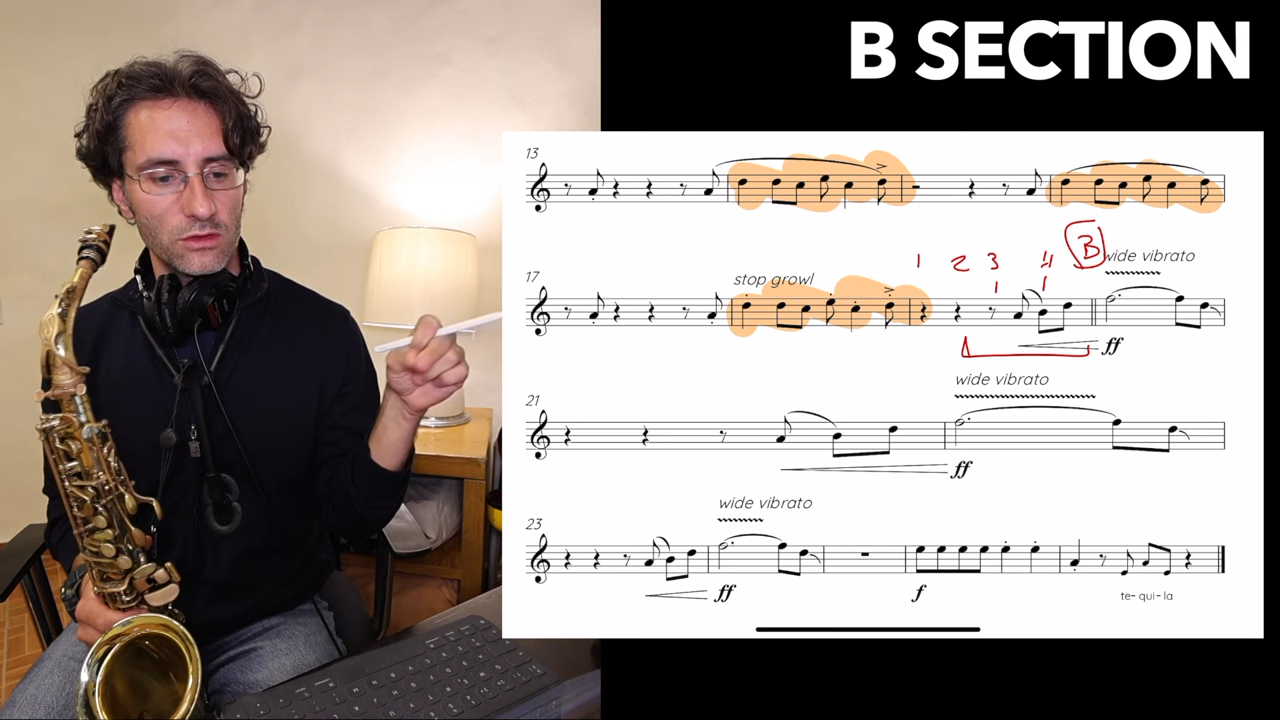 B SECTION
13
1 2 3 4 B wide vibrato
17 stop growl
ff
wide vibrato
21
ff
wide vibrato
23
ff f te- qui - la